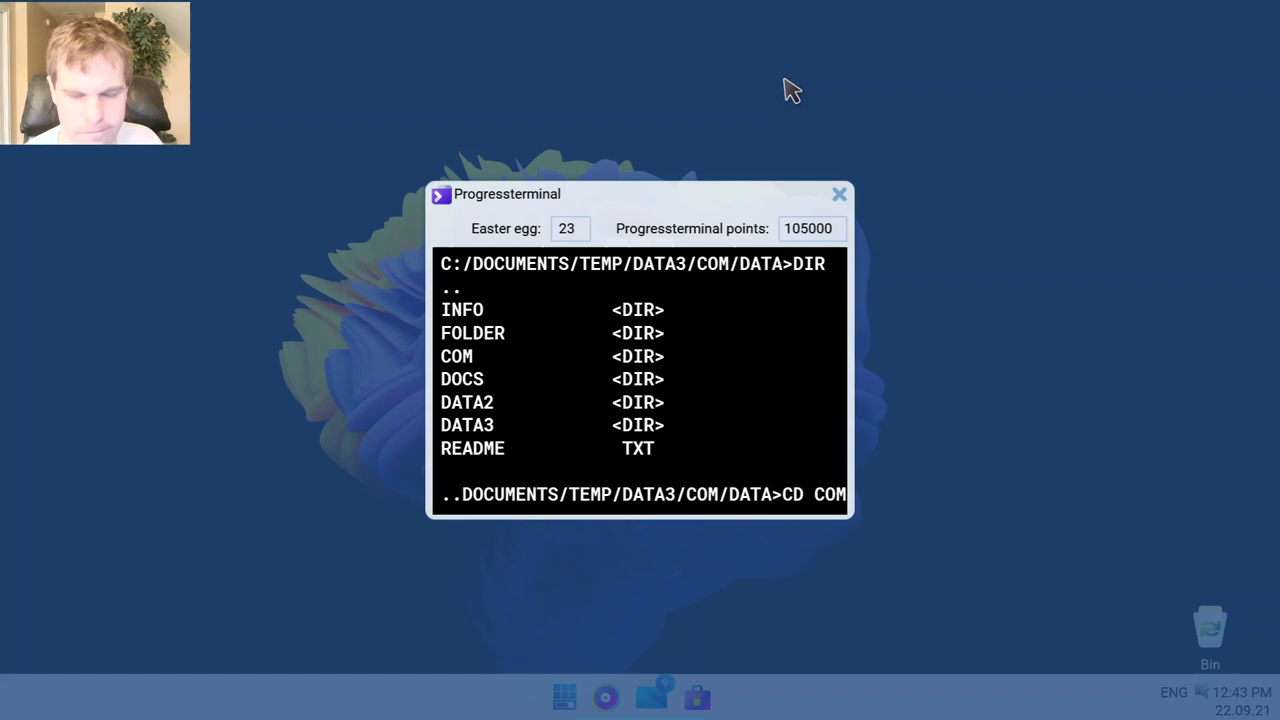 Progressterminal
Easter egg: 23 Progressterminal points: 105000
C:/DOCUMENTS/TEMP/DATA3/COM/DATA>DIR
..
INFO <DIR>
FOLDER <DIR>
COM <DIR>
DOCS <DIR>
DATA2 <DIR>
DATA3 <DIR>
README TXT
..DOCUMENTS/TEMP/DATA3/COM/DATA>CD COM
Bin
9
ENG 12:43 PM
22.09.21